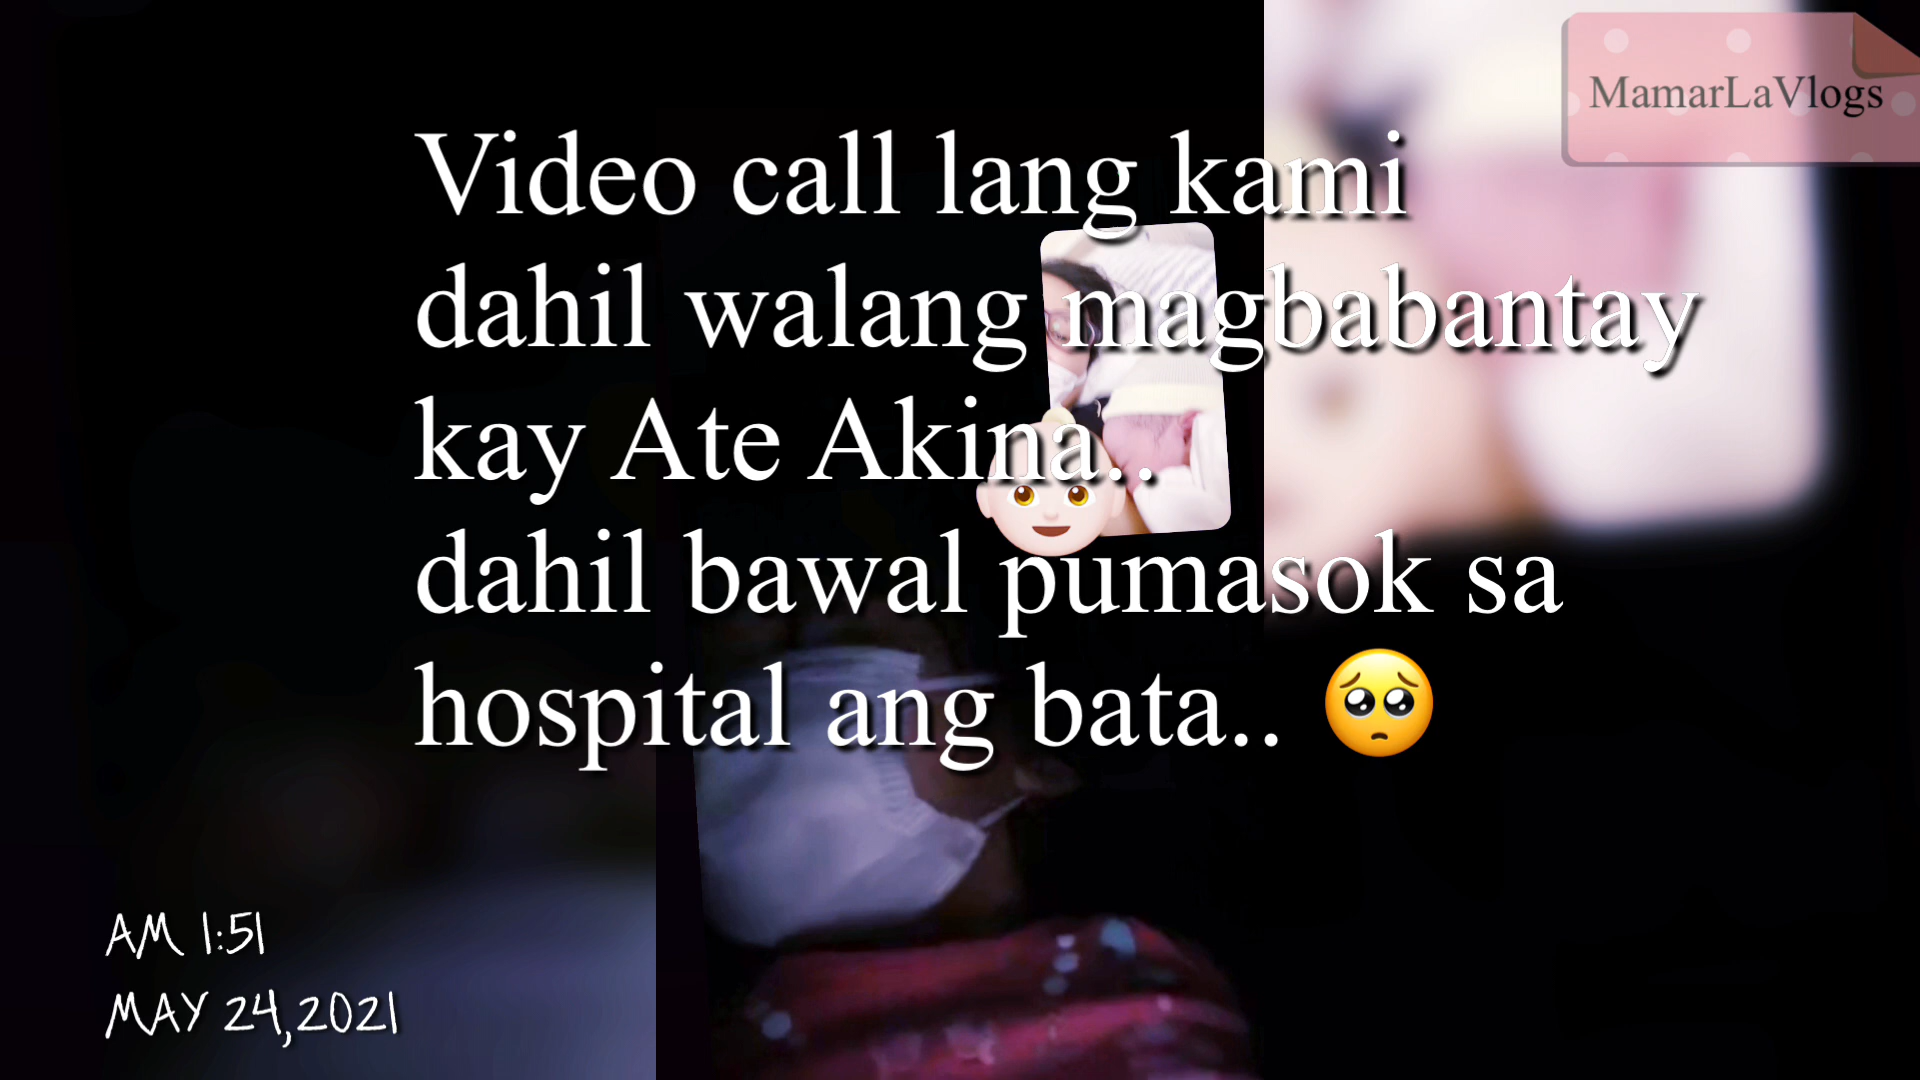 MamarLaVlogs
Video call lang kami
dahil walang magbabantay
kay Ate Akina..
dahil bawal pumasok sa
hospital ang bata.. 🥺
AM 1:51
MAY 24,2021